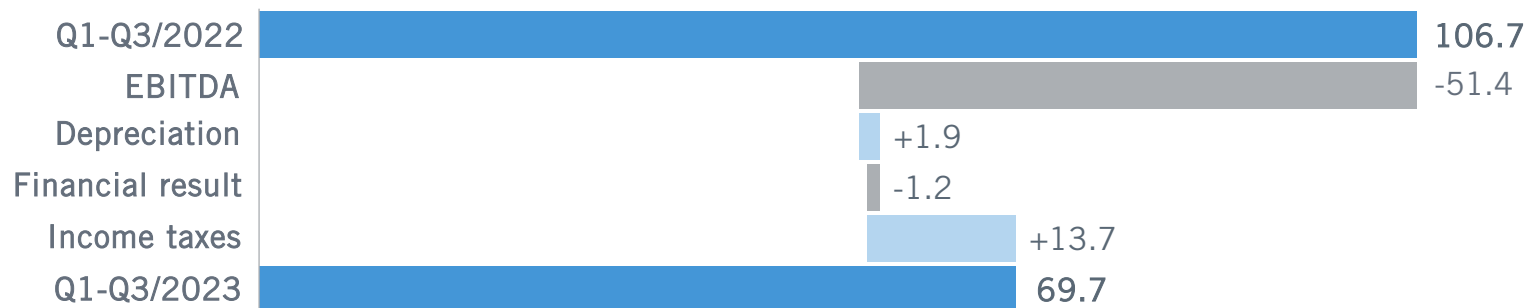 Q1-Q3/2022 106.7
EBITDA -51.4
Depreciation +1.9
Financial result -1.2
Income taxes +13.7
Q1-Q3/2023 69.7